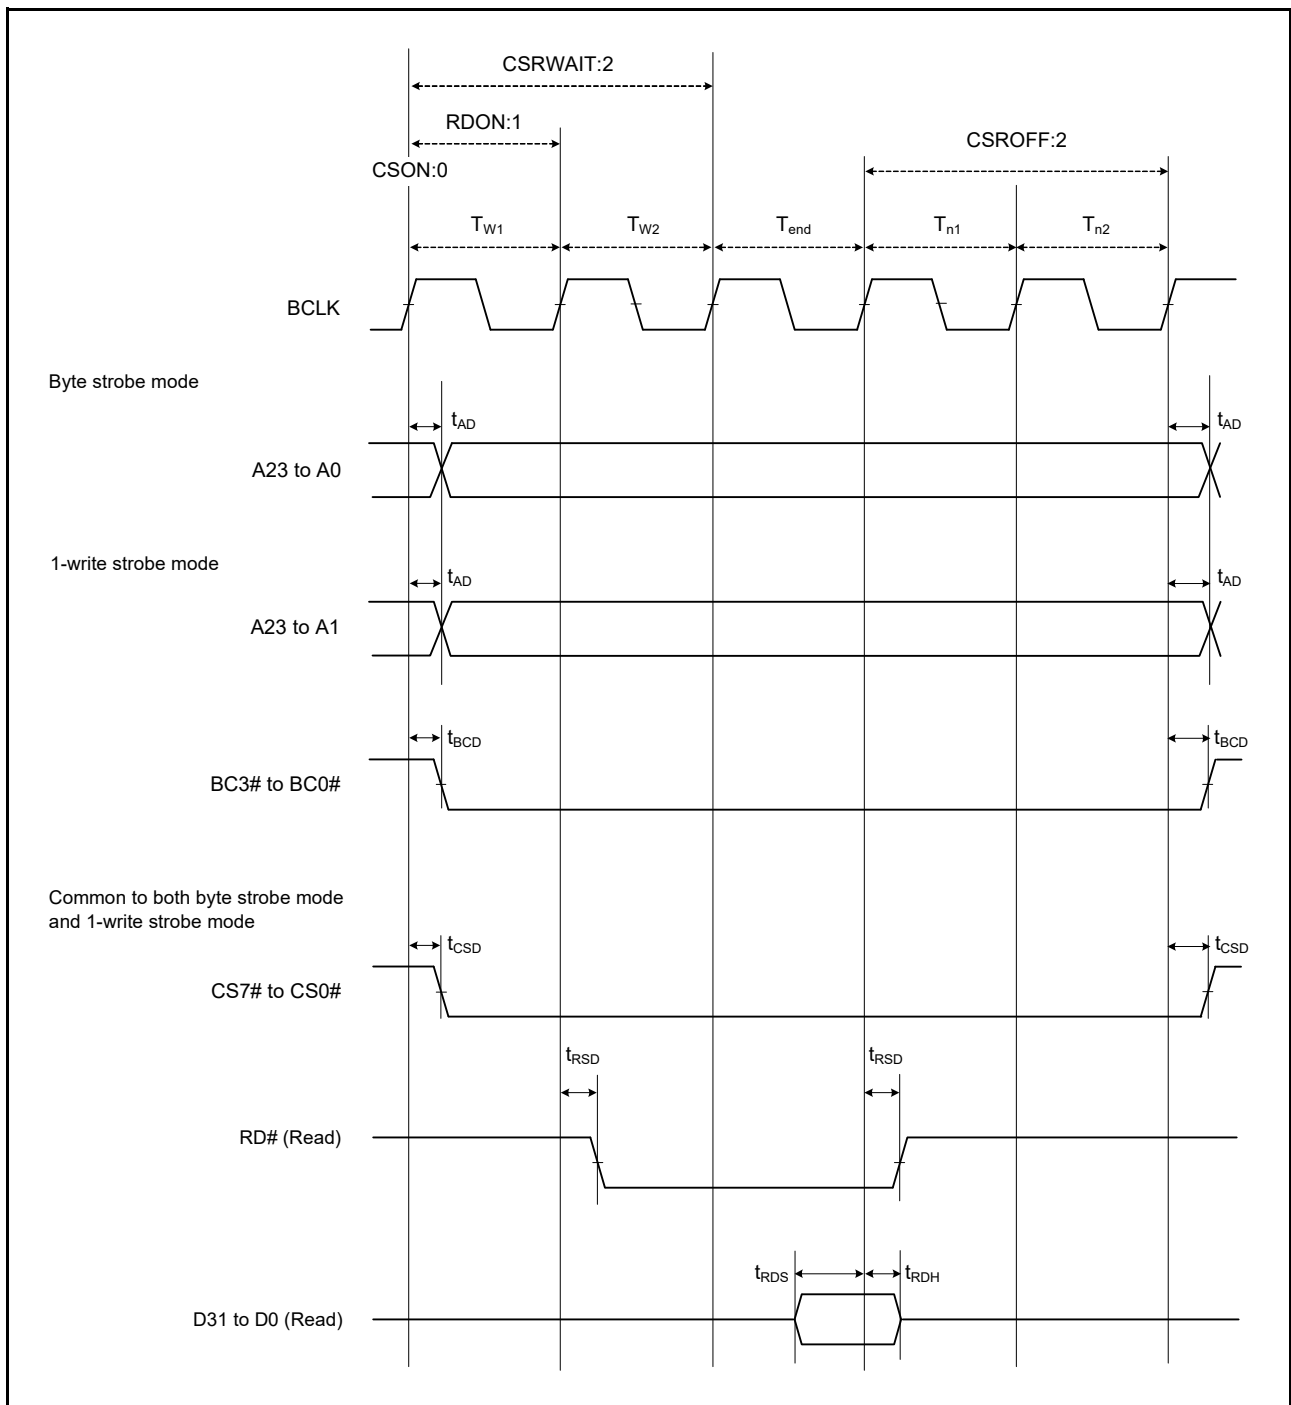 CSRWAIT:2
RDON:1
CSROFF:2
CSON:0
TW1
TW2
Tend
Tn1
Tn2
BCLK
Byte strobe mode
tAD
tAD
A23 to A0
1-write strobe mode
tAD
tAD
A23 to A1
tBCD
tBCD
BC3# to BC0#
Common to both byte strobe mode
and 1-write strobe mode
tCSD
tCSD
CS7# to CS0#
tRSD
tRSD
RD# (Read)
tRDS
tRDH
D31 to D0 (Read)